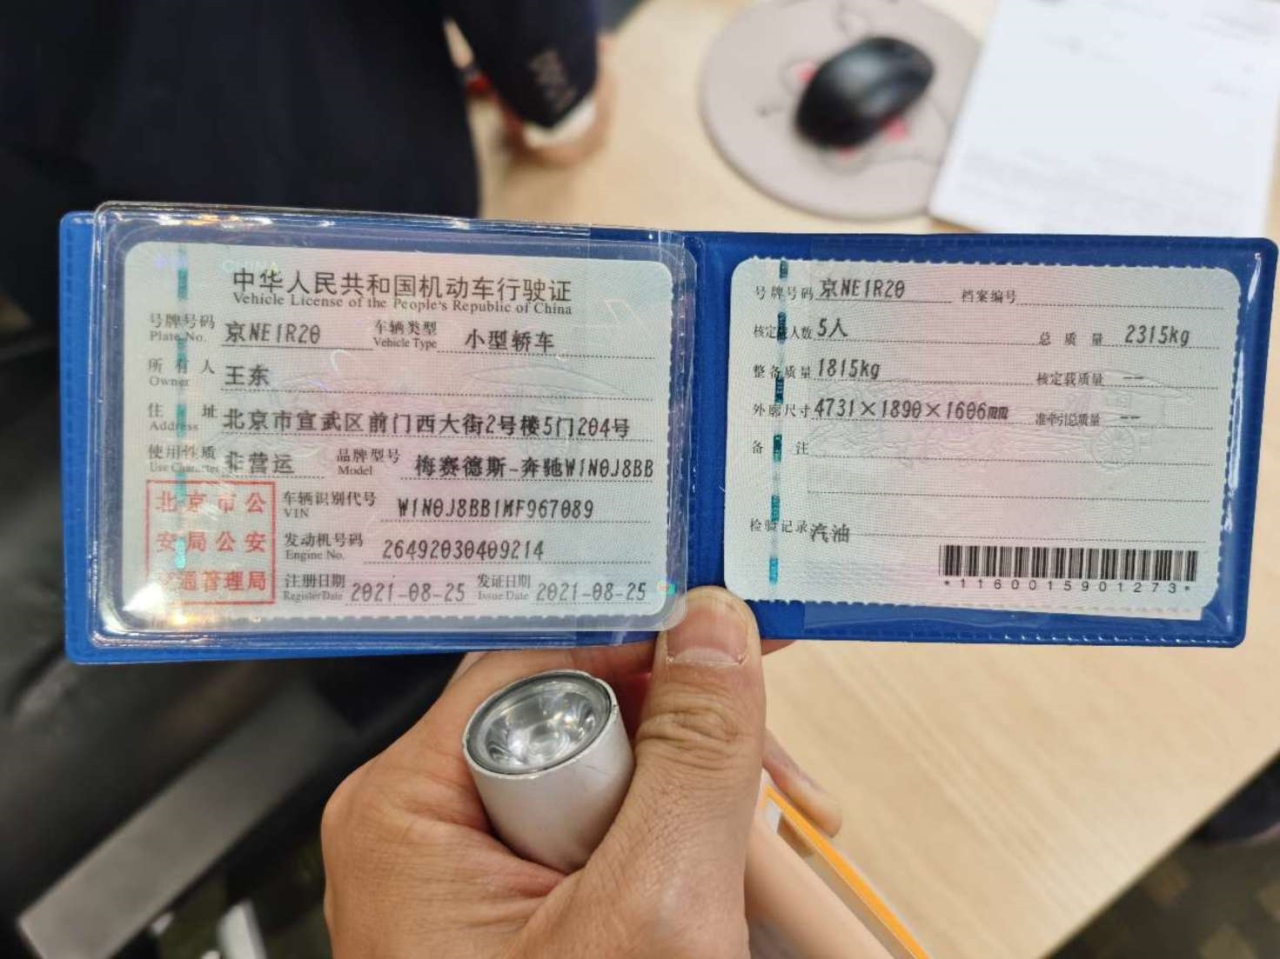 中华人民共和国机动车行驶证
Vehicle License of the People's Republic of China
号牌号码 京NE1R20 车辆类型 小型轿车
Plate No. Vehicle Type
所有人 王东
Owner
住址 北京市宣武区前门西大街2号楼5门204号
Address
使用性质 非营运 品牌型号 梅赛德斯-奔驰W1N0J8BB
Use Character Model
北京市公
安局公安
交通管理局
车辆识别代号 W1N0J8BB1MF967089
VIN
发动机号码 26492030409214
Engine No.
注册日期 2021-08-25 发证日期 2021-08-25
Register Date Issue Date
号牌号码 京NE1R20 档案编号
核定载人数 5人 总质量 2315kg
整备质量 1815kg 核定载质量 --
外廓尺寸 4731×1890×1606mm 准牵引总质量 --
备注
检验记录 汽油
*1160015901273*